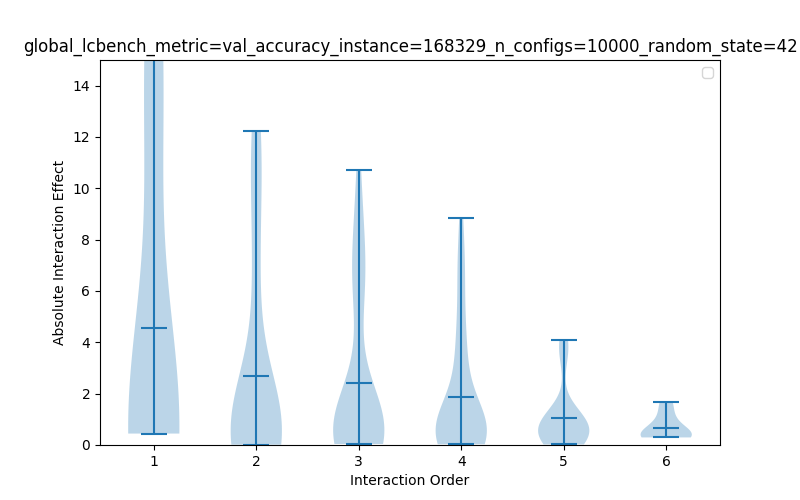 global_lcbench_metric=val_accuracy_instance=168329_n_configs=10000_random_state=42
14
12
10
8
6
4
2
0
Absolute Interaction Effect
1 2 3 4 5 6
Interaction Order